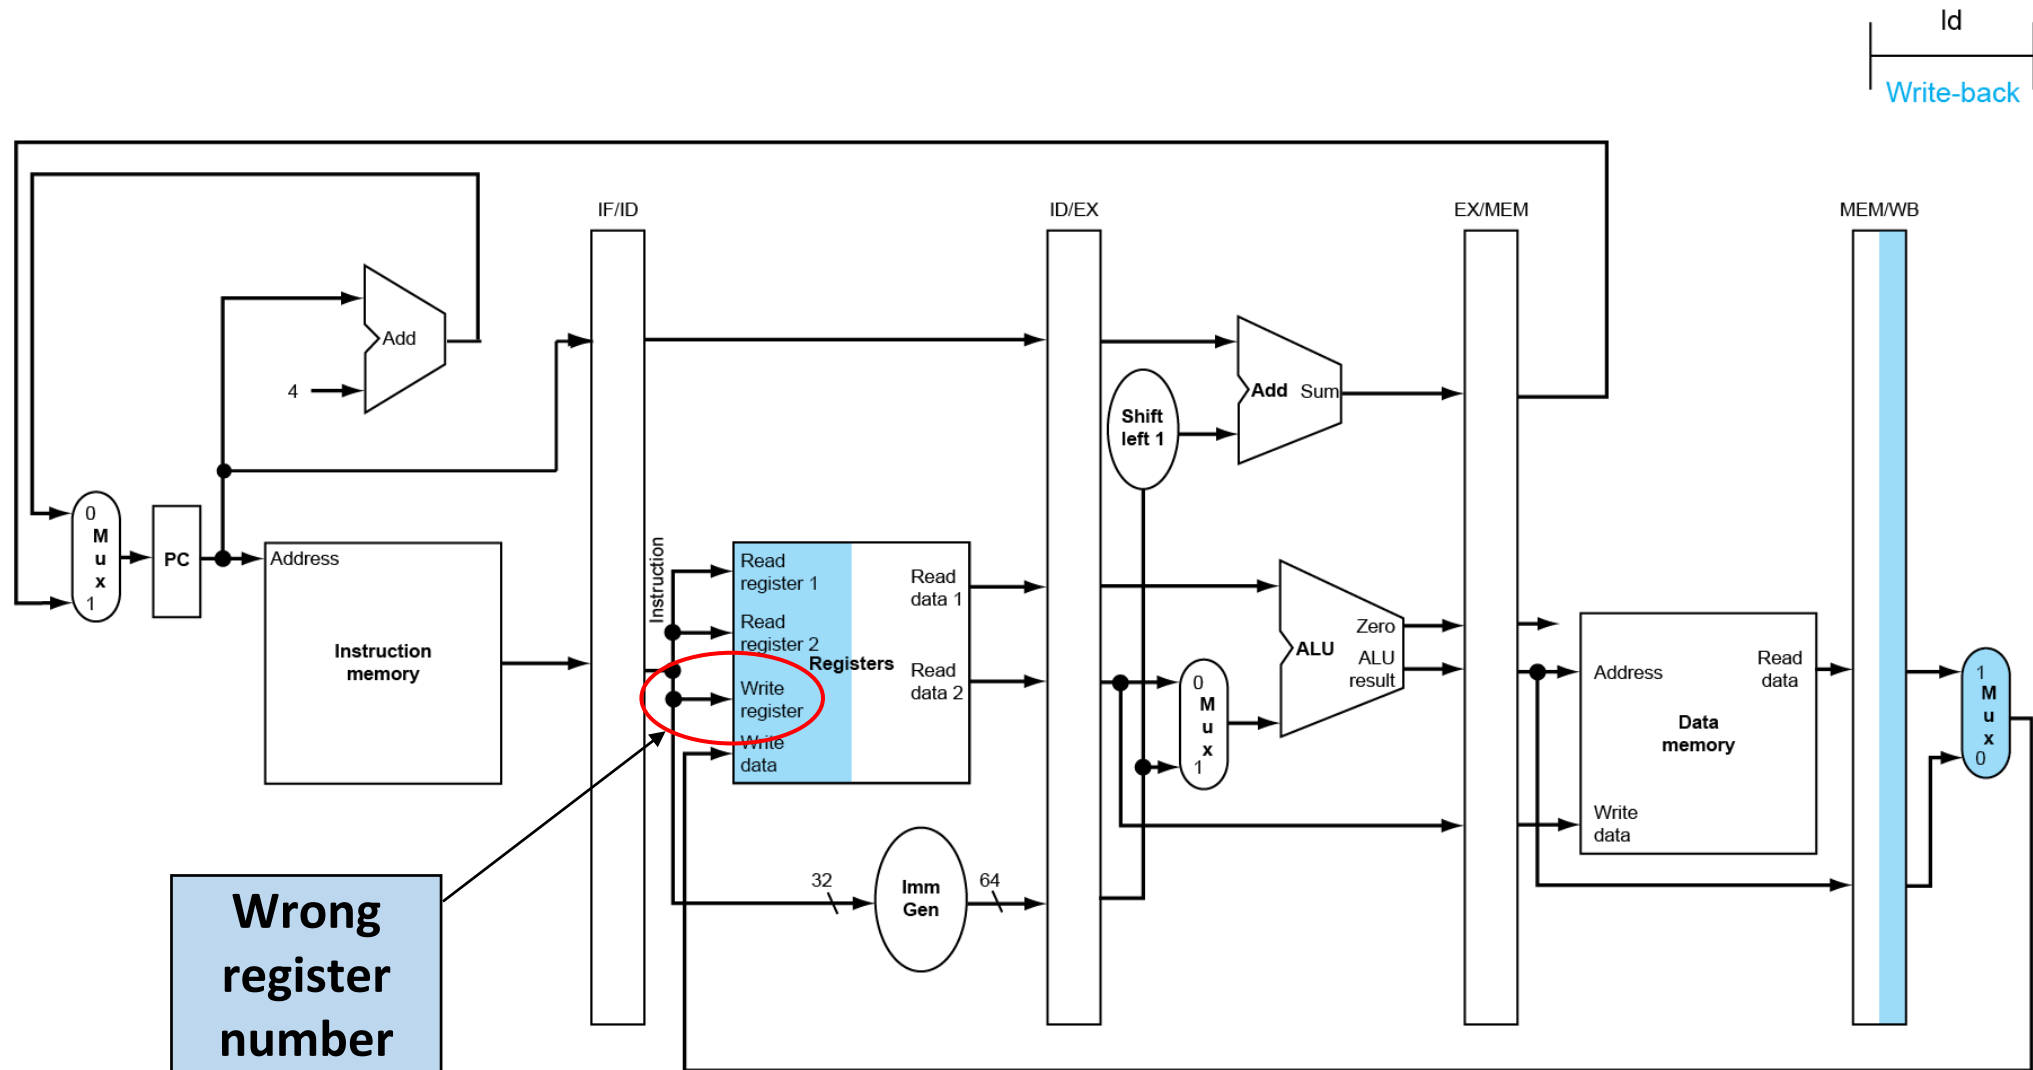 ld
Write-back
IF/ID
ID/EX
EX/MEM
MEM/WB
Add
4
Add Sum
Shift
left 1
0
M
u
x
1
PC
Address
Instruction
memory
Instruction
Read
register 1
Read
register 2
Write
register
Write
data
Registers
Read
data 1
Read
data 2
32
Imm
Gen
64
0
M
u
x
1
Zero
ALU
ALU
result
Address
Read
data
Data
memory
Write
data
1
M
u
x
0
Wrong
register
number